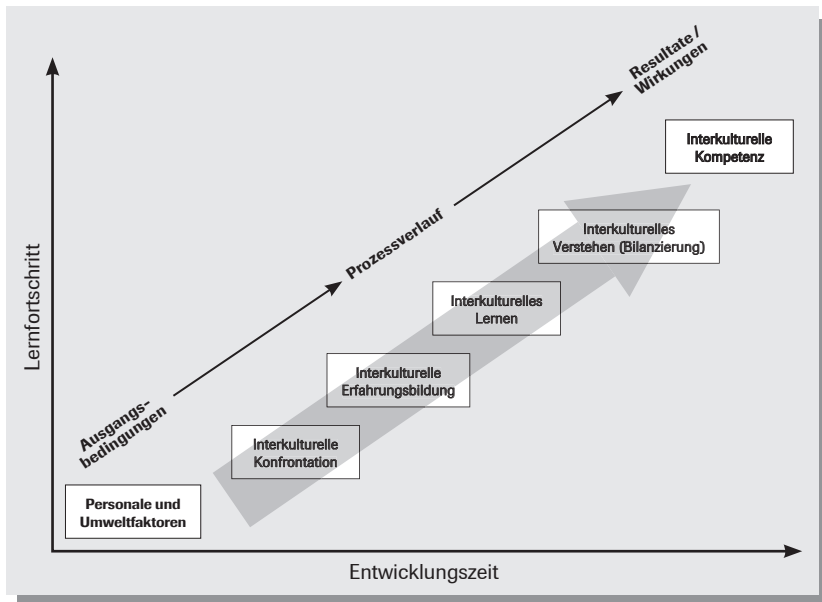 Resultate /
Wirkungen
Interkulturelle
Kompetenz
Prozessverlauf
Interkulturelles
Verstehen (Bilanzierung)
Interkulturelles
Lernen
Interkulturelle
Erfahrungsbildung
Ausgangs-
bedingungen
Interkulturelle
Konfrontation
Personale und
Umweltfaktoren
Lernfortschritt
Entwicklungszeit